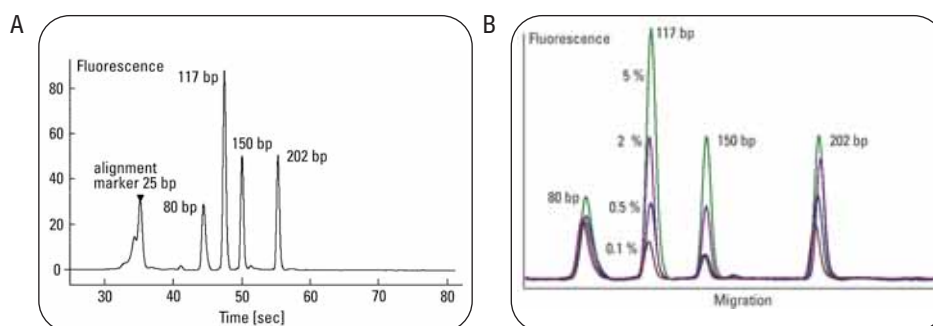 A
Fluorescence
80
60
40
20
0
117 bp
150 bp
202 bp
alignment
marker 25 bp
80 bp
30 40 50 60 70 80
Time [sec]
B
Fluorescence
117 bp
5 %
2 %
150 bp
202 bp
80 bp
0.5 %
0.1 %
Migration